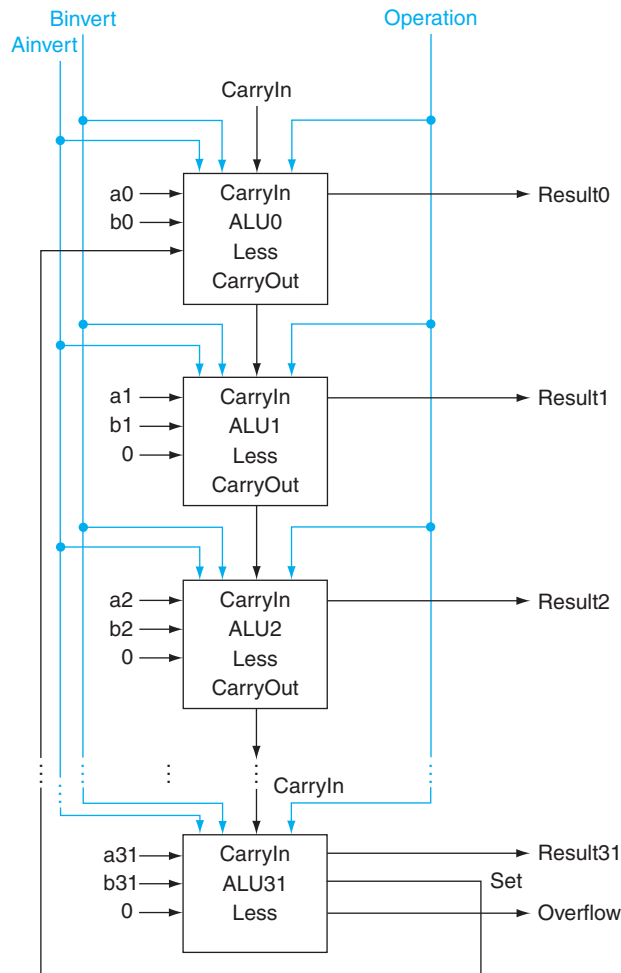 Binvert
Operation
Ainvert
CarryIn
a0
CarryIn
Result0
b0
ALU0
Less
CarryOut
a1
CarryIn
Result1
b1
ALU1
0
Less
CarryOut
a2
CarryIn
Result2
b2
ALU2
0
Less
CarryOut
CarryIn
a31
CarryIn
Result31
b31
ALU31
Set
0
Less
Overflow